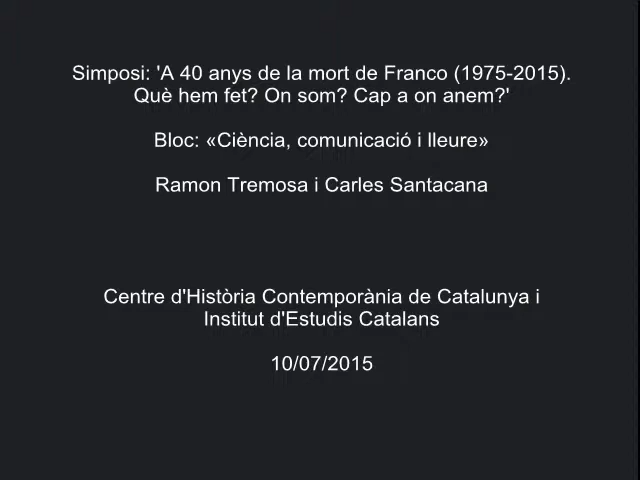 Simposi: 'A 40 anys de la mort de Franco (1975-2015).
Què hem fet? On som? Cap a on anem?'
Bloc: «Ciència, comunicació i lleure»
Ramon Tremosa i Carles Santacana
Centre d'Història Contemporània de Catalunya i
Institut d'Estudis Catalans
10/07/2015